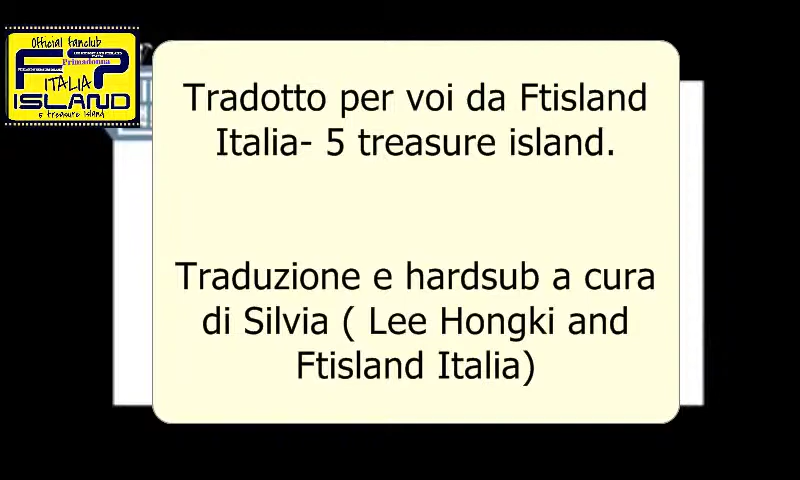 Official fanclub
FP
Primadonna
ITALIA
ISLAND
5 treasure island
Tradotto per voi da Ftisland
Italia- 5 treasure island.
Traduzione e hardsub a cura
di Silvia ( Lee Hongki and
Ftisland Italia)